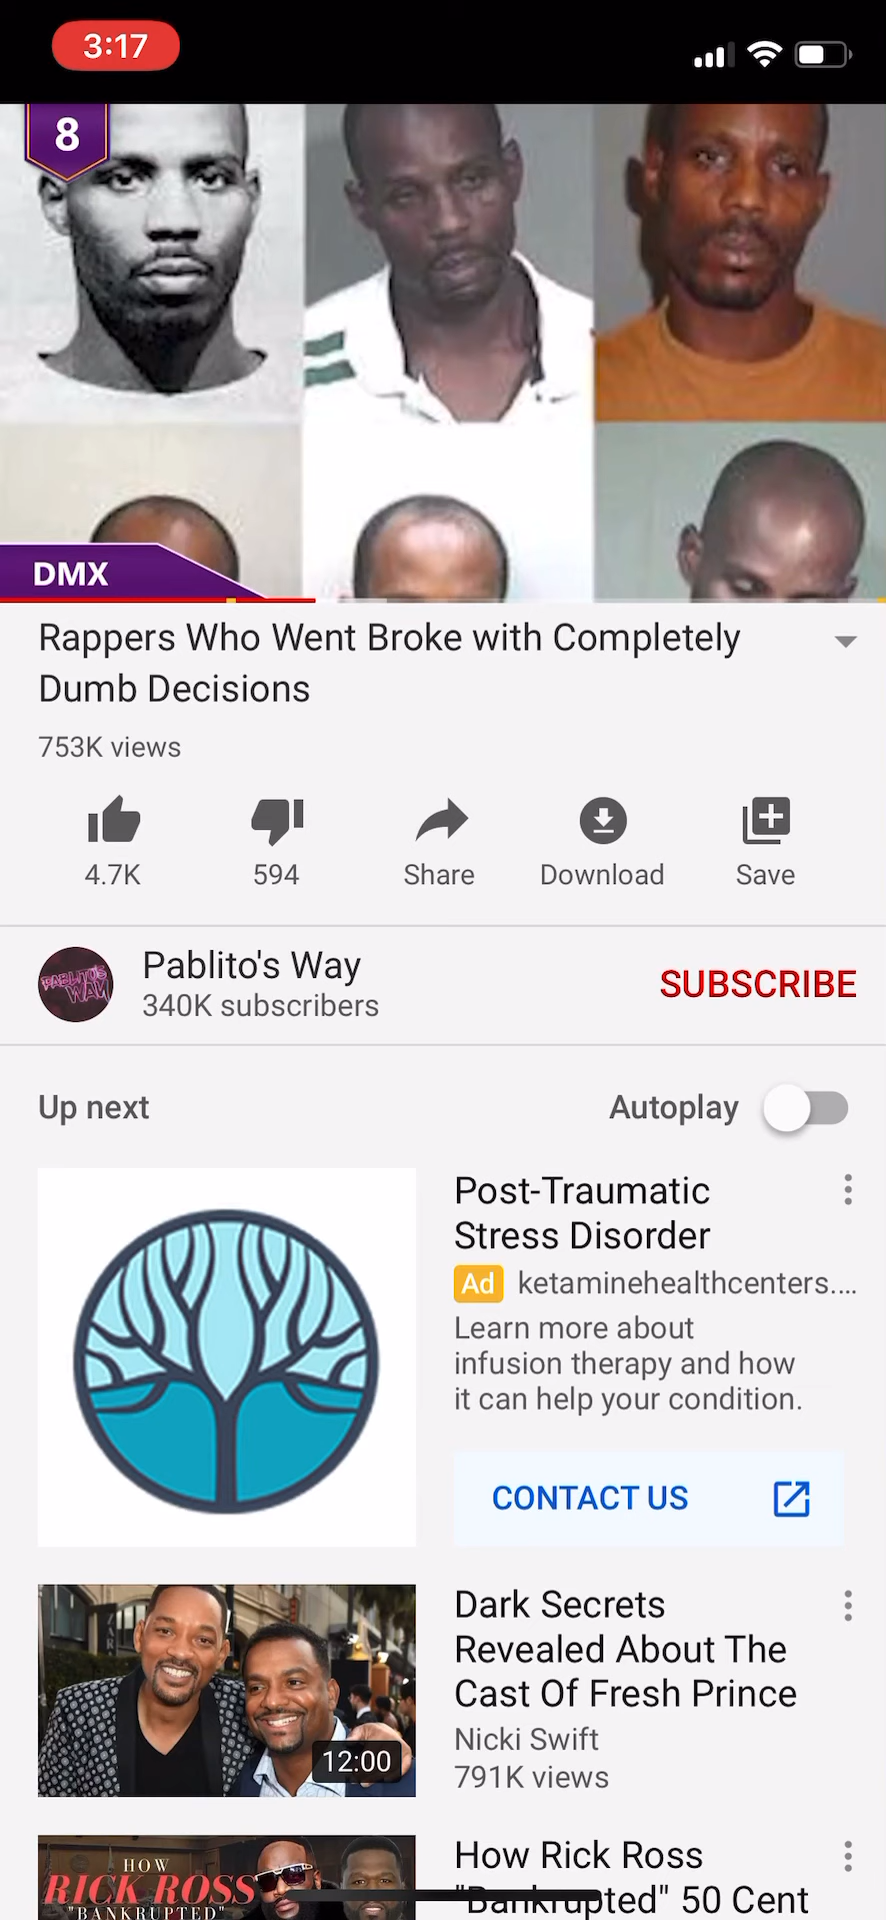 3:17
8
DMX
Rappers Who Went Broke with Completely
Dumb Decisions
753K views
4.7K
594
Share
Download
Save
PABLITO'S
WAY
Pablito's Way
340K subscribers
SUBSCRIBE
Up next
Autoplay
Post-Traumatic
Stress Disorder
Ad ketaminehealthcenters....
Learn more about
infusion therapy and how
it can help your condition.
CONTACT US
12:00
Dark Secrets
Revealed About The
Cast Of Fresh Prince
Nicki Swift
791K views
HOW
RICK ROSS
"BANKRUPTED"
How Rick Ross
"Bankrupted" 50 Cent